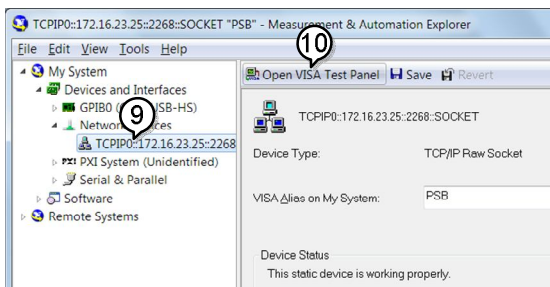 TCPIP0::172.16.23.25::2268::SOCKET "PSB" - Measurement & Automation Explorer
File Edit View Tools Help
10
My System
Devices and Interfaces
GPIB0 SB-HS)
9
Network
TCPIP0::172.16.23.25::2268
PXI PXI System (Unidentified)
Serial & Parallel
Software
Remote Systems
Open VISA Test Panel Save Revert
TCPIP0::172.16.23.25::2268::SOCKET
Device Type: TCP/IP Raw Socket
VISA Alias on My System: PSB
Device Status
This static device is working properly.